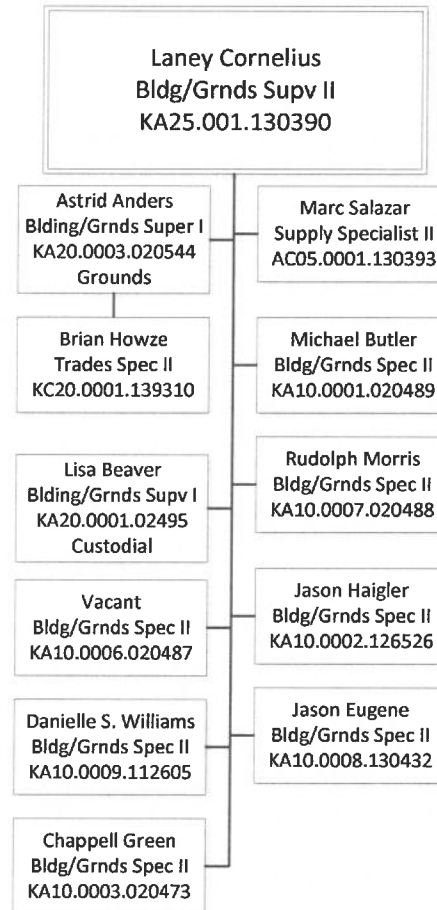 Laney Cornelius
Bldg/Grnds Supv II
KA25.001.130390
Astrid Anders
Blding/Grnds Super I
KA20.0003.020544
Grounds
Marc Salazar
Supply Specialist II
AC05.0001.130393
Brian Howze
Trades Spec II
KC20.0001.139310
Michael Butler
Bldg/Grnds Spec II
KA10.0001.020489
Lisa Beaver
Blding/Grnds Supv I
KA20.0001.02495
Custodial
Rudolph Morris
Bldg/Grnds Spec II
KA10.0007.020488
Vacant
Bldg/Grnds Spec II
KA10.0006.020487
Jason Haigler
Bldg/Grnds Spec II
KA10.0002.126526
Danielle S. Williams
Bldg/Grnds Spec II
KA10.0009.112605
Jason Eugene
Bldg/Grnds Spec II
KA10.0008.130432
Chappell Green
Bldg/Grnds Spec II
KA10.0003.020473